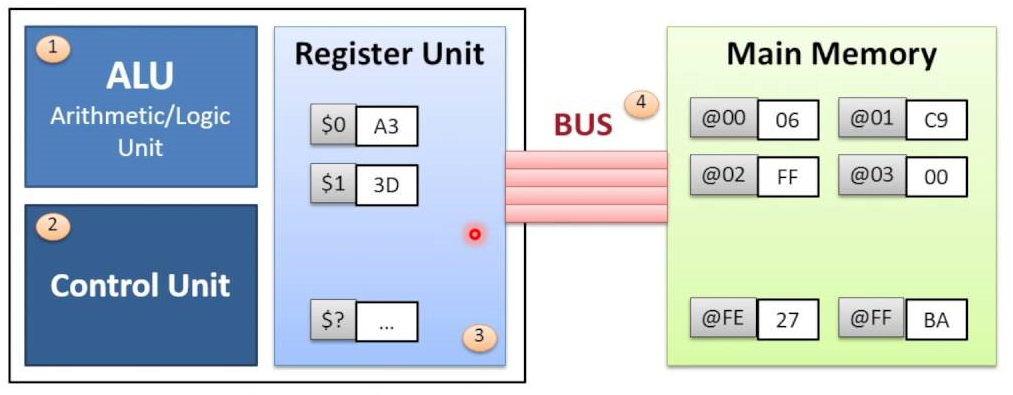 1
ALU
Arithmetic/Logic
Unit
2
Control Unit
Register Unit
$0 A3
$1 3D
$? ...
3
BUS
4
Main Memory
@00 06 @01 C9
@02 FF @03 00
@FE 27 @FF BA